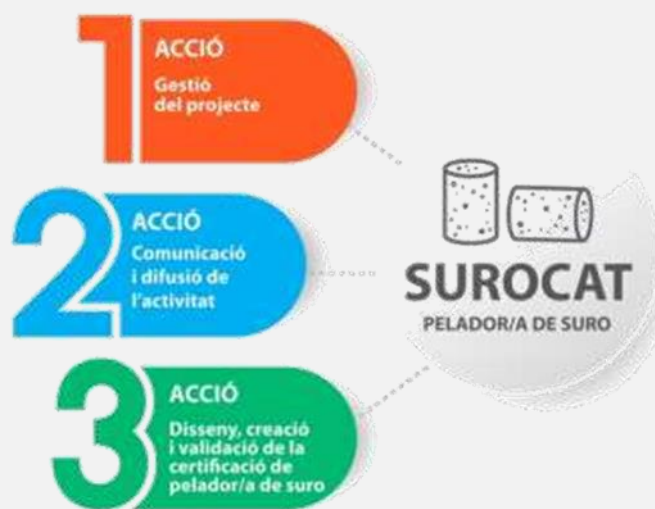 1
ACCIÓ
Gestió
del projecte
2
ACCIÓ
Comunicació
i difusió de
l'activitat
3
ACCIÓ
Disseny, creació
i validació de la
certificació de
pelador/a de suro
SUROCAT
PELADOR/A DE SURO